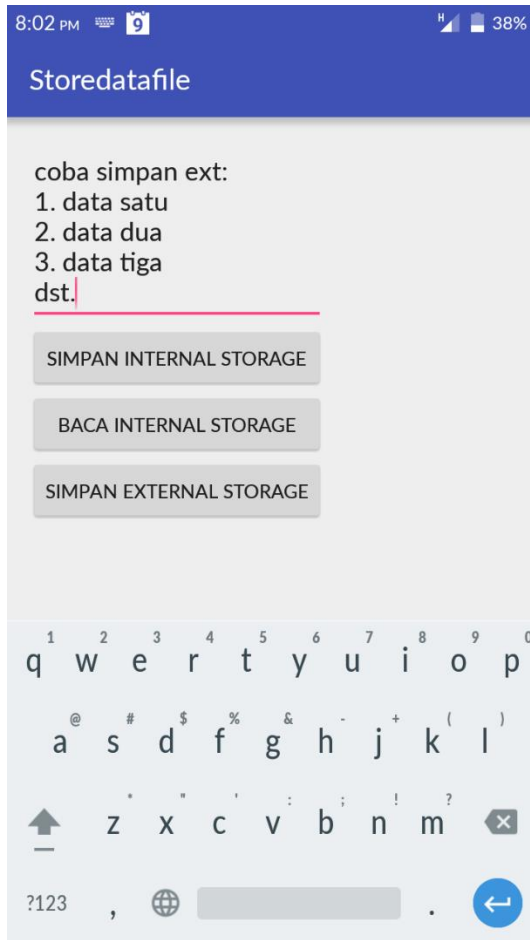 8:02 PM 9 H 38%
Storedatafile
coba simpan ext:
1. data satu
2. data dua
3. data tiga
dst.
SIMPAN INTERNAL STORAGE
BACA INTERNAL STORAGE
SIMPAN EXTERNAL STORAGE
1 2 3 4 5 6 7 8 9 0
q w e r t y u i o p
@ # $ % & - + ( )
a s d f g h j k l
* " ' : ; ! ?
z x c v b n m
?123 , .